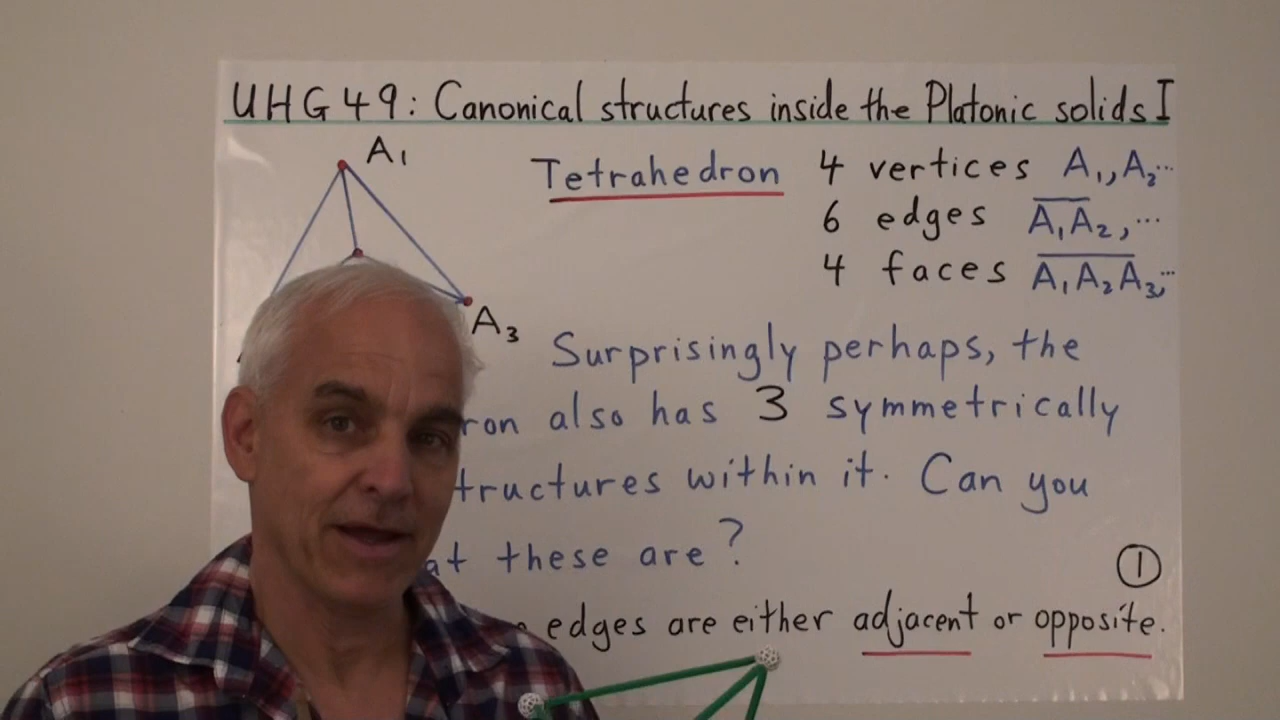 UHG49: Canonical structures inside the Platonic solids I
A1
Tetrahedron 4 vertices A1, A2...
6 edges A1A2, ...
4 faces A1A2A3, ...
A3
Surprisingly perhaps, the
ron also has 3 symmetrically
tructures within it. Can you
at these are?
1
edges are either adjacent or opposite.